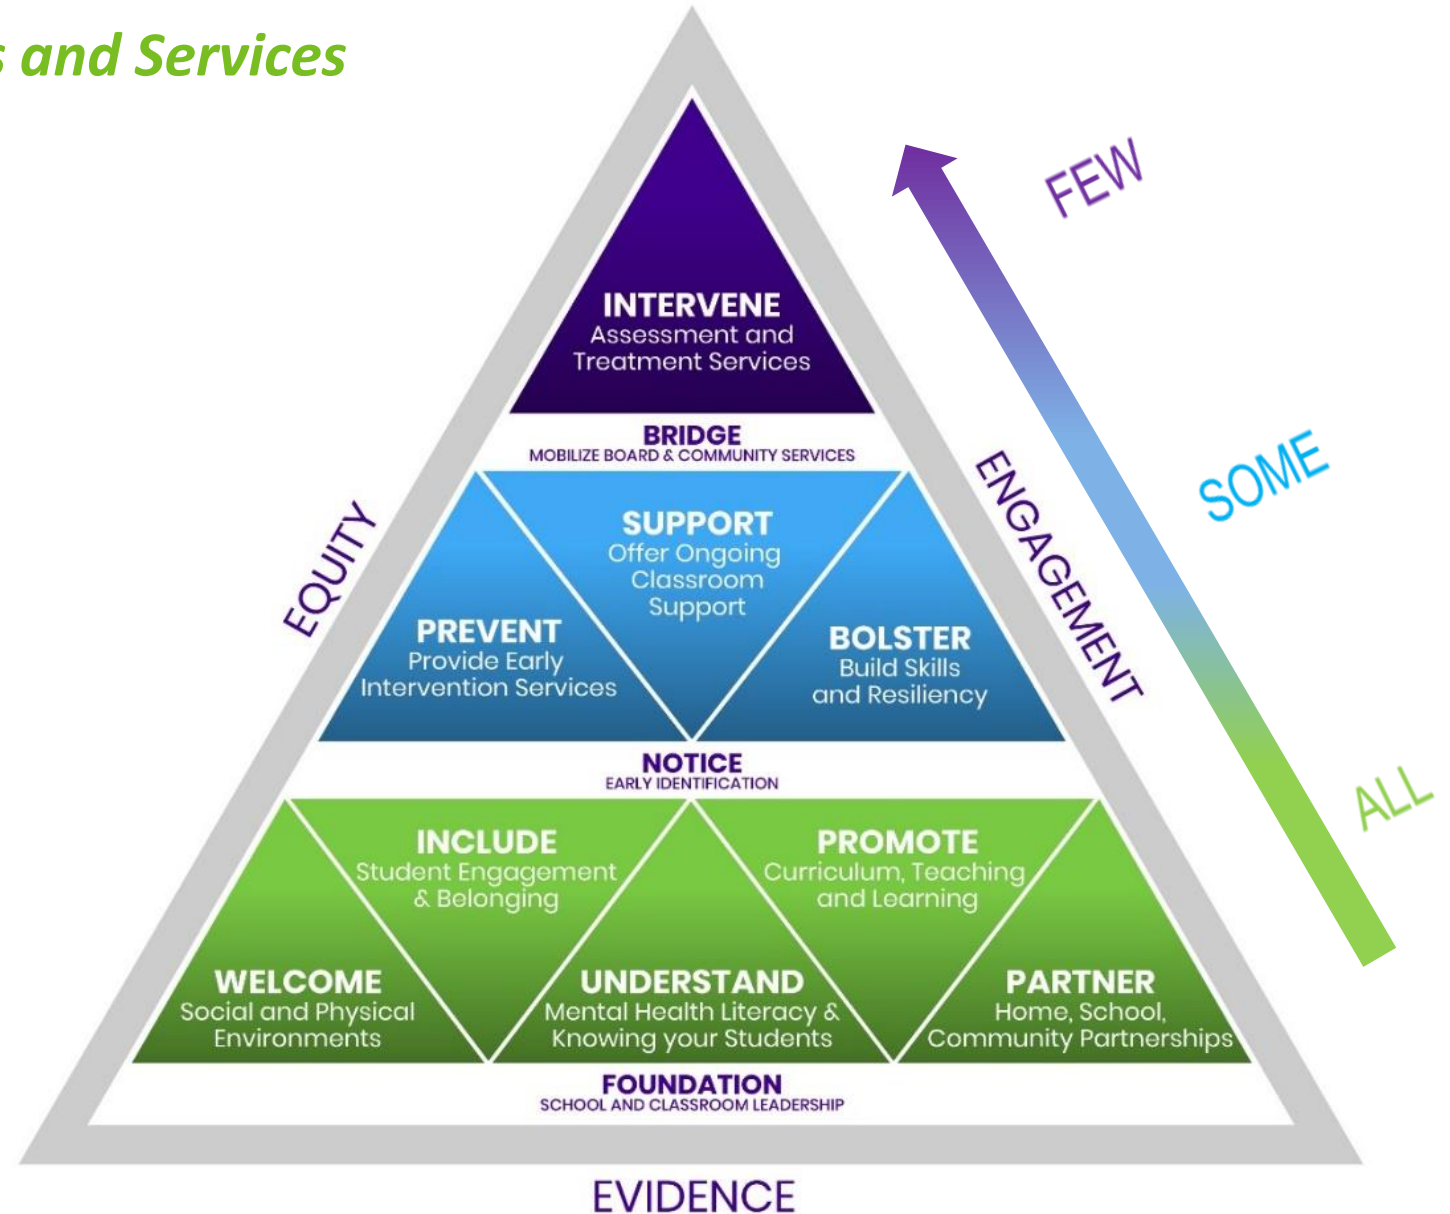 s and Services
FEW
INTERVENE
Assessment and
Treatment Services
BRIDGE
MOBILIZE BOARD & COMMUNITY SERVICES
SOME
EQUITY
ENGAGEMENT
SUPPORT
Offer Ongoing
Classroom
Support
PREVENT
Provide Early
Intervention Services
BOLSTER
Build Skills
and Resiliency
NOTICE
EARLY IDENTIFICATION
ALL
INCLUDE
Student Engagement
& Belonging
PROMOTE
Curriculum, Teaching
and Learning
WELCOME
Social and Physical
Environments
UNDERSTAND
Mental Health Literacy &
Knowing your Students
PARTNER
Home, School,
Community Partnerships
FOUNDATION
SCHOOL AND CLASSROOM LEADERSHIP
EVIDENCE